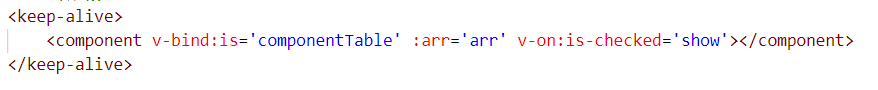 <keep-alive>
<component v-bind:is='componentTable' :arr='arr' v-on:is-checked='show'></component>
</keep-alive>